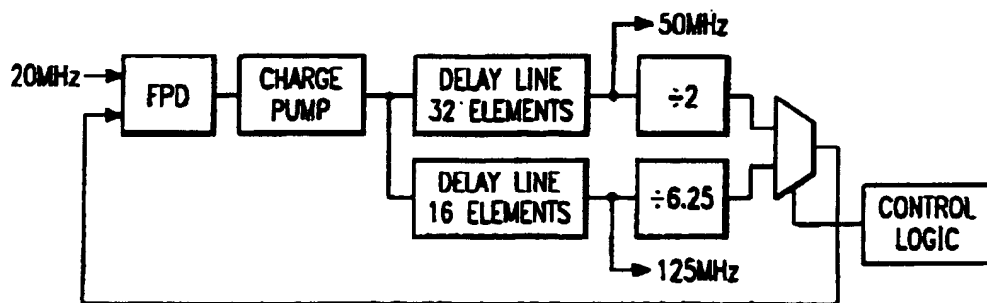 50MHz
20MHz
FPD
CHARGE
PUMP
DELAY LINE
32 ELEMENTS
÷2
DELAY LINE
16 ELEMENTS
÷6.25
CONTROL
LOGIC
125MHz